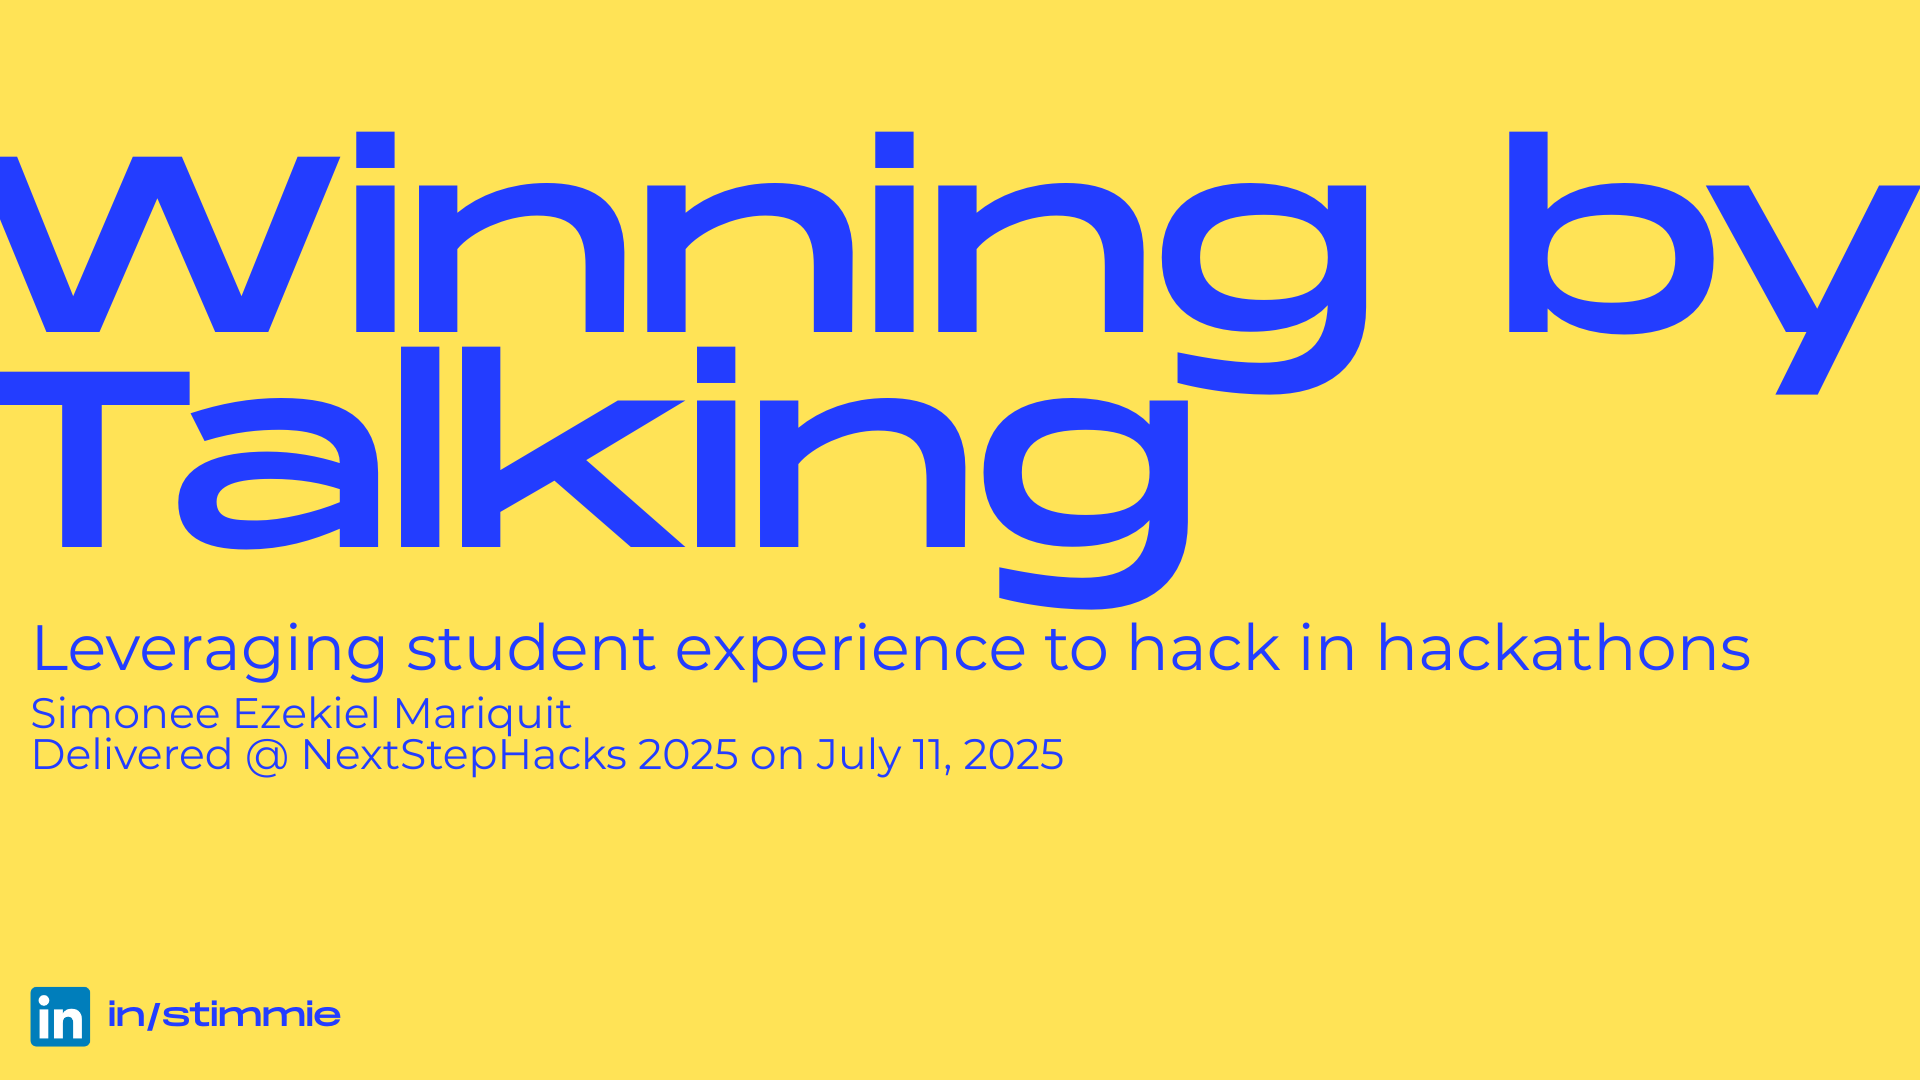 Winning by
Talking
Leveraging student experience to hack in hackathons
Simonee Ezekiel Mariquit
Delivered @ NextStepHacks 2025 on July 11, 2025
in in/stimmie